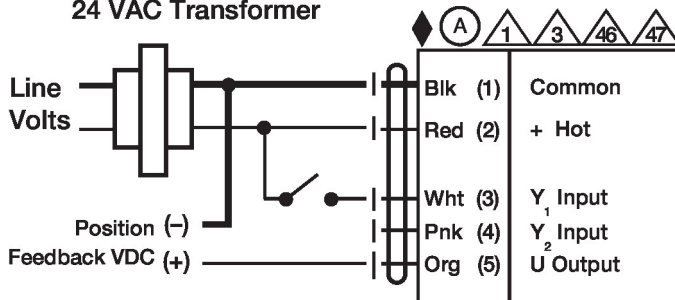 24 VAC Transformer
A 1 3 46 47
Line
Volts
Blk (1) Common
Red (2) + Hot
Wht (3) Y1 Input
Position (–)
Pnk (4) Y2 Input
Feedback VDC (+)
Org (5) U Output